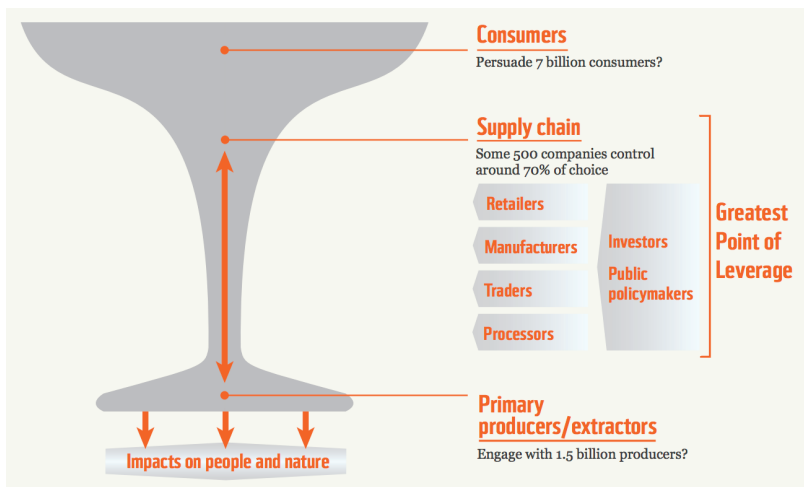 Consumers
Persuade 7 billion consumers?
Supply chain
Some 500 companies control
around 70% of choice
Retailers
Manufacturers
Traders
Processors
Investors
Public
policymakers
Greatest
Point of
Leverage
Primary
producers/extractors
Engage with 1.5 billion producers?
Impacts on people and nature